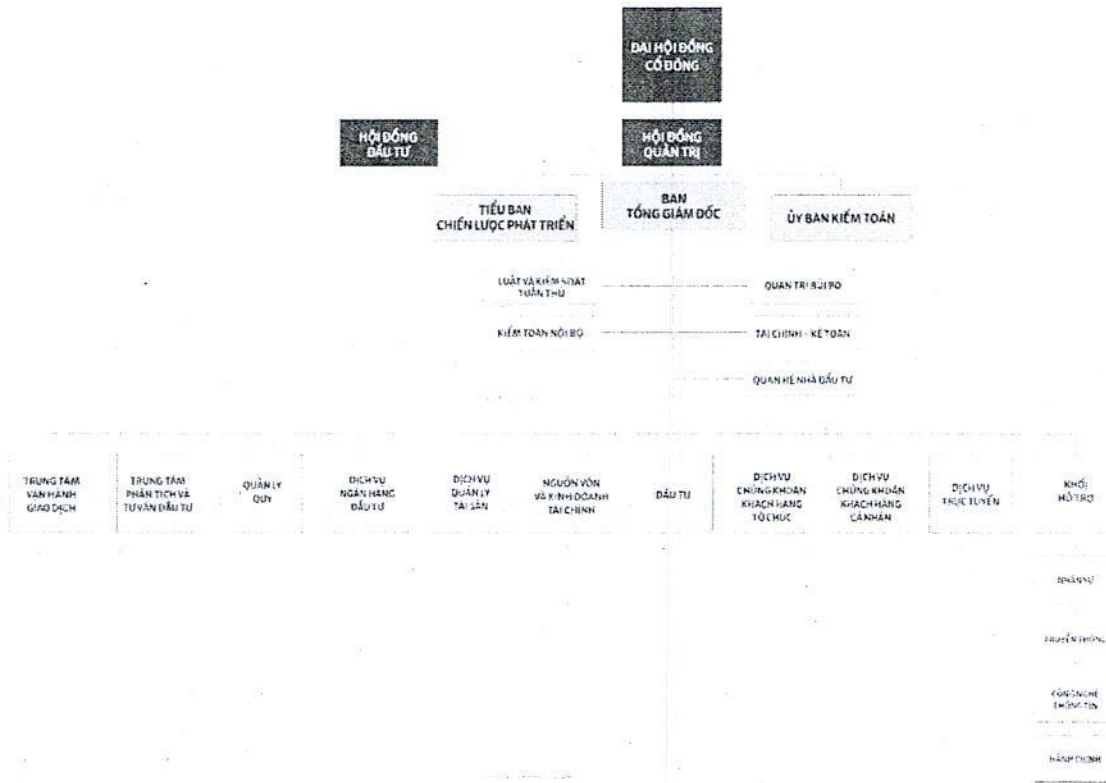 ĐẠI HỘI ĐỒNG
CỔ ĐÔNG
HỘI ĐỒNG
ĐẦU TƯ
HỘI ĐỒNG
QUẢN TRỊ
TIỂU BAN
CHIẾN LƯỢC PHÁT TRIỂN
BAN
TỔNG GIÁM ĐỐC
ỦY BAN KIỂM TOÁN
LUẬT VÀ KIỂM SOÁT
TUÂN THỦ
QUẢN TRỊ RỦI RO
KIỂM TOÁN NỘI BỘ
TÀI CHÍNH - KẾ TOÁN
QUAN HỆ NHÀ ĐẦU TƯ
TRUNG TÂM
VẬN HÀNH
GIAO DỊCH
TRUNG TÂM
PHÂN TÍCH VÀ
TƯ VẤN ĐẦU TƯ
QUẢN LÝ
QUỸ
DỊCH VỤ
NGÂN HÀNG
ĐẦU TƯ
DỊCH VỤ
QUẢN LÝ
TÀI SẢN
NGUỒN VỐN
VÀ KINH DOANH
TÀI CHÍNH
ĐẦU TƯ
DỊCH VỤ
CHỨNG KHOÁN
KHÁCH HÀNG
TỔ CHỨC
DỊCH VỤ
CHỨNG KHOÁN
KHÁCH HÀNG
CÁ NHÂN
DỊCH VỤ
TRỰC TUYẾN
KHỐI
HỖ TRỢ
NHÂN SỰ
TRUYỀN THÔNG
CÔNG NGHỆ
THÔNG TIN
HÀNH CHÍNH